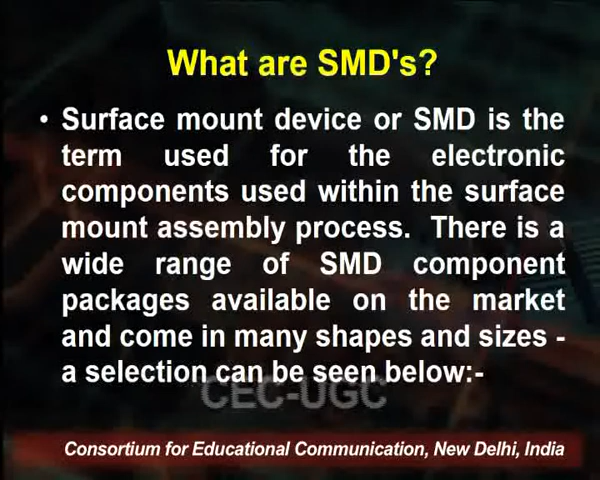 What are SMD's?
• Surface mount device or SMD is the
term used for the electronic
components used within the surface
mount assembly process. There is a
wide range of SMD component
packages available on the market
and come in many shapes and sizes -
a selection can be seen below:-
CEC-UGC
Consortium for Educational Communication, New Delhi, India